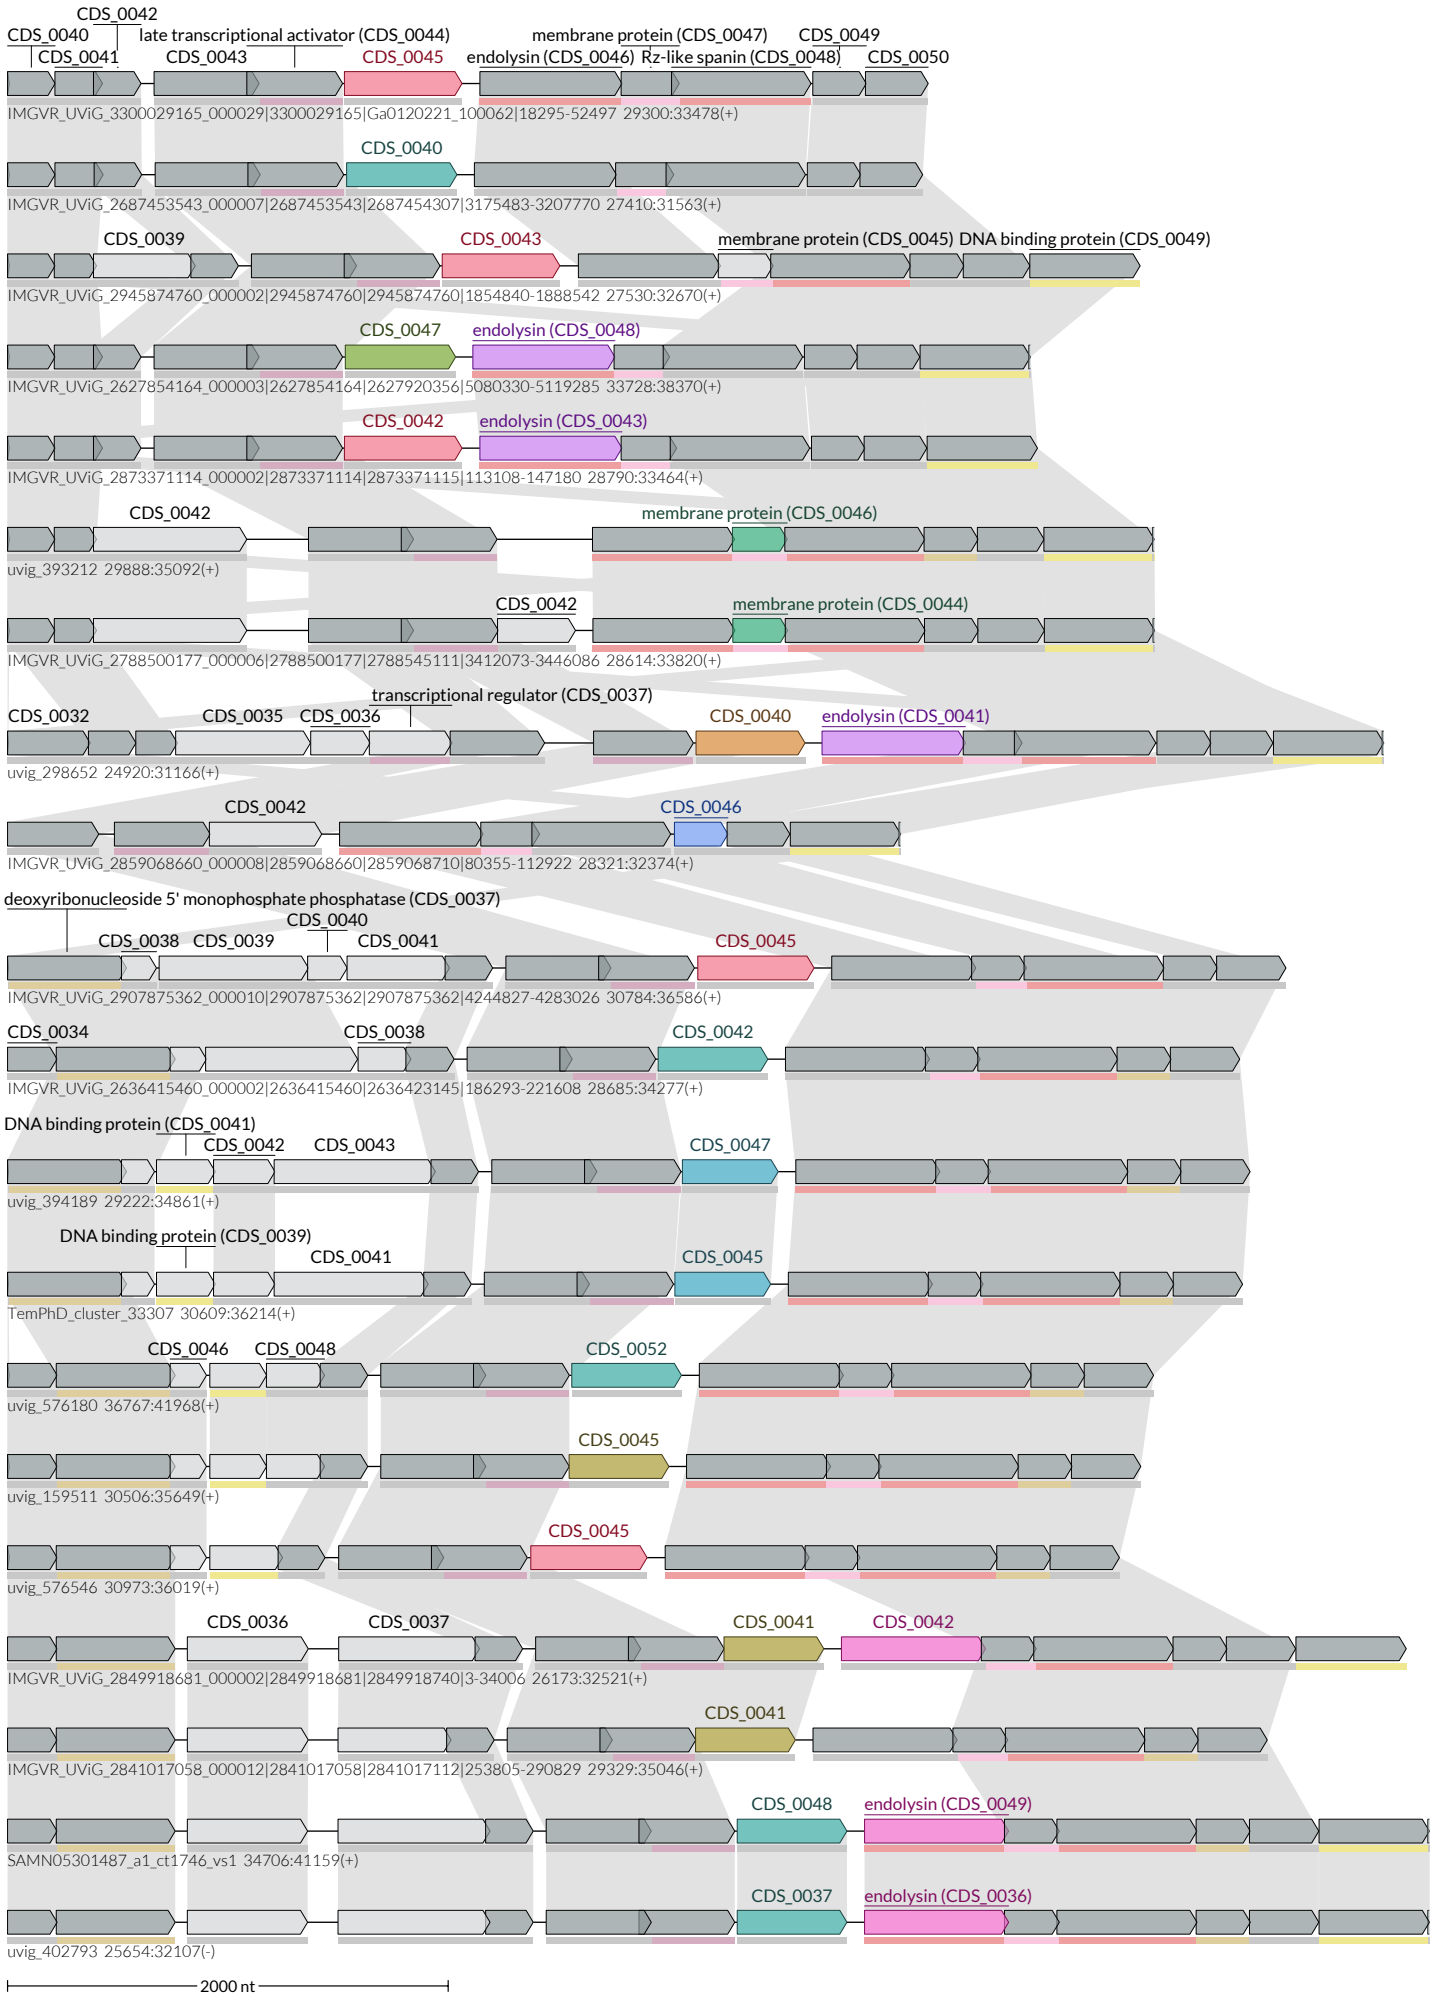 CDS_0042
CDS_0040 late transcriptional activator (CDS_0044) membrane protein (CDS_0047) CDS_0049
CDS_0041 CDS_0043 CDS_0045 endolysin (CDS_0046) Rz-like spanin (CDS_0048) CDS_0050
IMGVR_UViG_3300029165_000029|3300029165|Ga0120221_100062|18295-52497 29300:33478(+)
CDS_0040
IMGVR_UViG_2687453543_000007|2687453543|2687454307|3175483-3207770 27410:31563(+)
CDS_0039 CDS_0043 membrane protein (CDS_0045) DNA binding protein (CDS_0049)
IMGVR_UViG_2945874760_000002|2945874760|2945874760|1854840-1888542 27530:32670(+)
CDS_0047 endolysin (CDS_0048)
IMGVR_UViG_2627854164_000003|2627854164|2627920356|5080330-5119285 33728:38370(+)
CDS_0042 endolysin (CDS_0043)
IMGVR_UViG_2873371114_000002|2873371114|2873371115|113108-147180 28790:33464(+)
CDS_0042 membrane protein (CDS_0046)
uvig_393212 29888:35092(+)
CDS_0042 membrane protein (CDS_0044)
IMGVR_UViG_2788500177_000006|2788500177|2788545111|3412073-3446086 28614:33820(+)
transcriptional regulator (CDS_0037)
CDS_0032 CDS_0035 CDS_0036 CDS_0040 endolysin (CDS_0041)
uvig_298652 24920:31166(+)
CDS_0042 CDS_0046
IMGVR_UViG_2859068660_000008|2859068660|2859068710|80355-112922 28321:32374(+)
deoxyribonucleoside 5' monophosphate phosphatase (CDS_0037)
CDS_0040
CDS_0038 CDS_0039 CDS_0041 CDS_0045
IMGVR_UViG_2907875362_000010|2907875362|2907875362|4244827-4283026 30784:36586(+)
CDS_0034 CDS_0038 CDS_0042
IMGVR_UViG_2636415460_000002|2636415460|2636423145|186293-221608 28685:34277(+)
DNA binding protein (CDS_0041)
CDS_0042 CDS_0043 CDS_0047
uvig_394189 29222:34861(+)
DNA binding protein (CDS_0039)
CDS_0041 CDS_0045
TemPhD_cluster_33307 30609:36214(+)
CDS_0046 CDS_0048 CDS_0052
uvig_576180 36767:41968(+)
CDS_0045
uvig_159511 30506:35649(+)
CDS_0045
uvig_576546 30973:36019(+)
CDS_0036 CDS_0037 CDS_0041 CDS_0042
IMGVR_UViG_2849918681_000002|2849918681|2849918740|3-34006 26173:32521(+)
CDS_0041
IMGVR_UViG_2841017058_000012|2841017058|2841017112|253805-290829 29329:35046(+)
CDS_0048 endolysin (CDS_0049)
SAMN05301487_a1_ct1746_vs1 34706:41159(+)
CDS_0037 endolysin (CDS_0036)
uvig_402793 25654:32107(-)
2000 nt